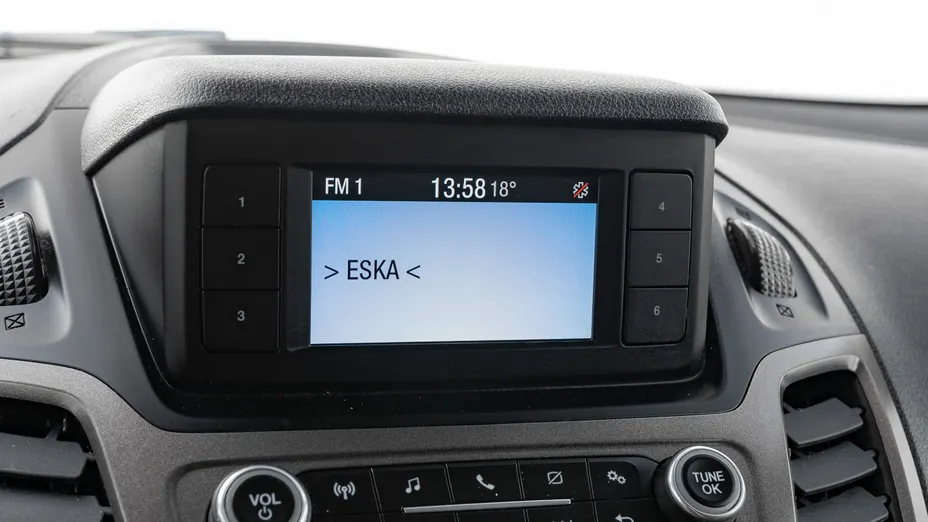 FM 1 13:58 18°
1
4
> ESKA <
2
5
3
6
VOL
TUNE
OK